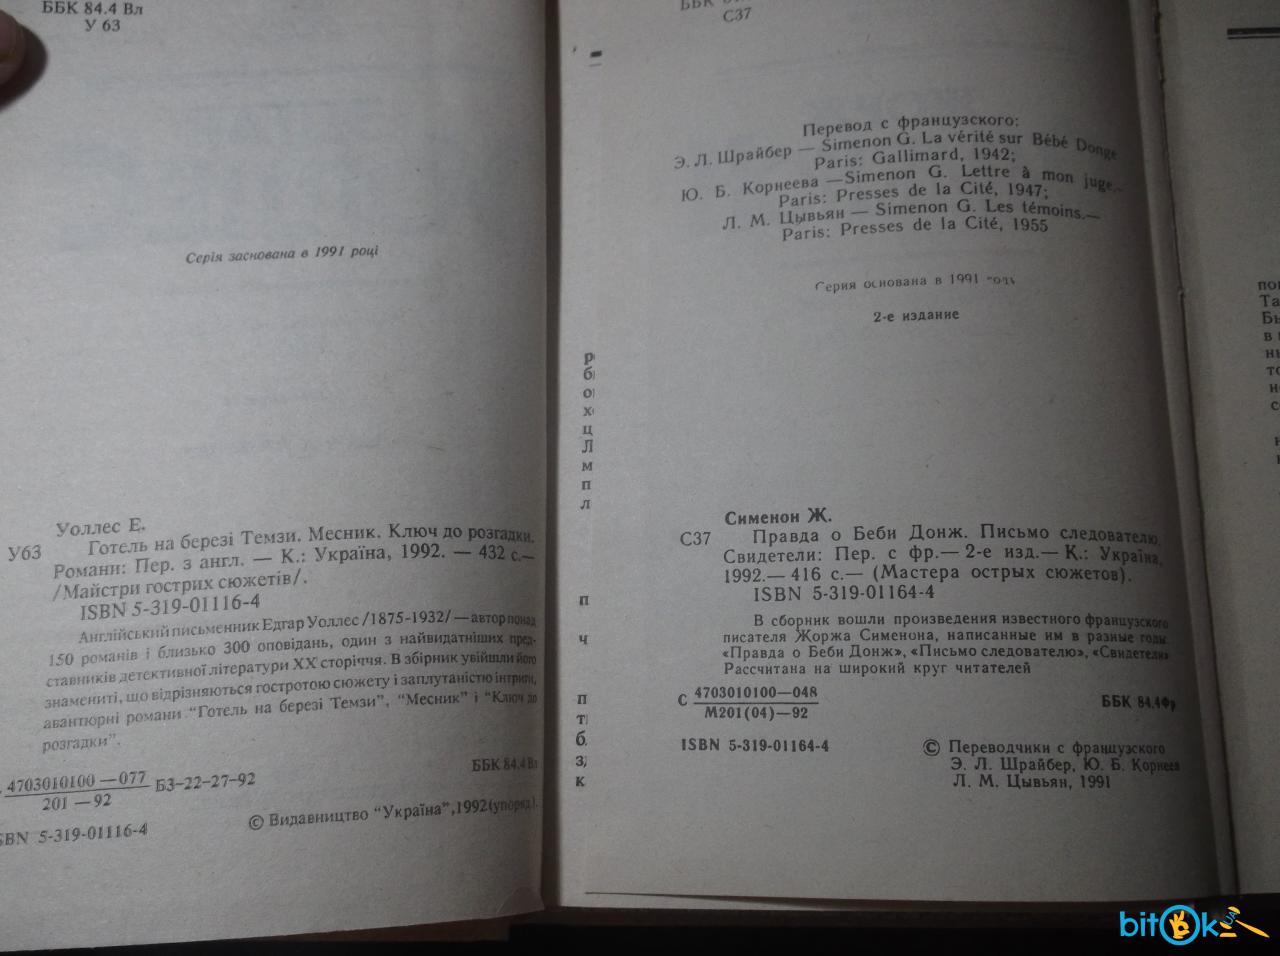 ББК 84.4 Вл
У 63
Серія заснована в 1991 році
Уоллес Е.
У63 Готель на березі Темзи. Месник. Ключ до розгадки.
Романи: Пер. з англ. — К.: Україна, 1992. — 432 с.—
/Майстри гострих сюжетів/.
ISBN 5-319-01116-4
Англійський письменник Едгар Уоллес /1875-1932/ — автор понад
150 романів і близько 300 оповідань, один з найвидатніших пред-
ставників детективної літератури XX сторіччя. В збірник увійшли його
знамениті, що відрізняються гостротою сюжету і заплутаністю інтриги,
авантюрні романи "Готель на березі Темзи", "Месник" і "Ключ до
розгадки".
4703010100 —077
201 —92
БЗ—22-27-92
ББК 84.4Вл
© Видавництво "Україна",1992(упоряд).
ISBN 5-319-01116-4
С37
Перевод с французского:
Э. Л. Шрайбер — Simenon G. La vérité sur Bébé Donge
Paris: Gallimard, 1942;
Ю. Б. Корнеева —Simenon G. Lettre à mon juge.—
Paris: Presses de la Cité, 1947;
Л. М. Цывьян — Simenon G. Les témoins.—
Paris: Presses de la Cité, 1955
Серия основана в 1991
2-е издание
Сименон Ж.
С37 Правда о Беби Донж. Письмо следователю.
Свидетели: Пер. с фр.— 2-е изд.— К.: Україна,
1992.— 416 с.— (Мастера острых сюжетов).
ISBN 5-319-01164-4
В сборник вошли произведения известного французского
писателя Жоржа Сименона, написанные им в разные годы.
«Правда о Беби Донж», «Письмо следователю», «Свидетели»
Рассчитана на широкий круг читателей
С 4703010100—048
М201(04)—92
ББК 84.4Фр
ISBN 5-319-01164-4
© Переводчики с французского
Э. Л. Шрайбер, Ю. Б. Корнеев
Л. М. Цывьян, 1991
bitOk
UA